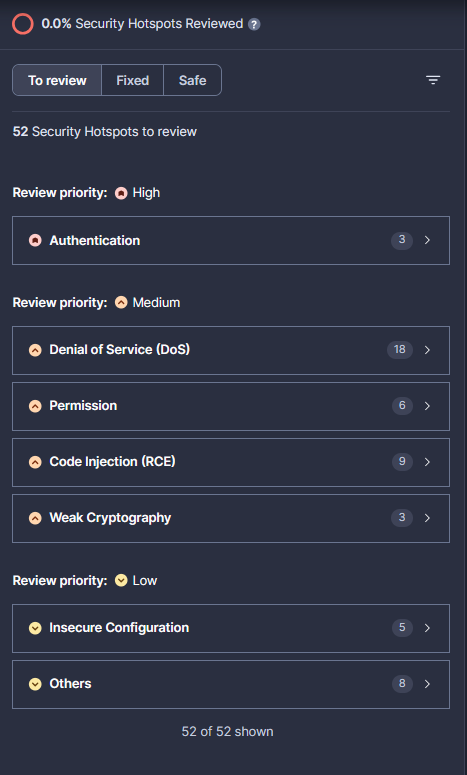 0.0% Security Hotspots Reviewed ?
To review Fixed Safe
52 Security Hotspots to review
Review priority: High
Authentication 3
Review priority: Medium
Denial of Service (DoS) 18
Permission 6
Code Injection (RCE) 9
Weak Cryptography 3
Review priority: Low
Insecure Configuration 5
Others 8
52 of 52 shown